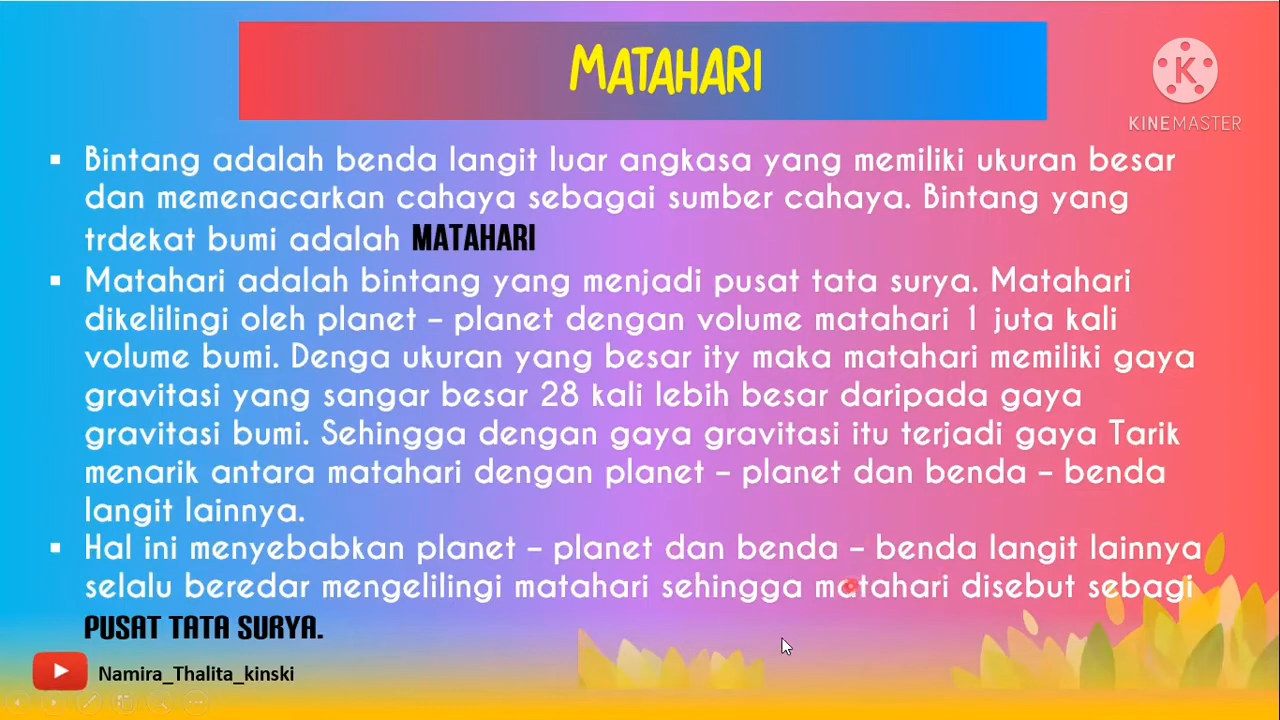 MATAHARI
KINEMASTER
▪ Bintang adalah benda langit luar angkasa yang memiliki ukuran besar
dan memenacarkan cahaya sebagai sumber cahaya. Bintang yang
trdekat bumi adalah MATAHARI
▪ Matahari adalah bintang yang menjadi pusat tata surya. Matahari
dikelilingi oleh planet – planet dengan volume matahari 1 juta kali
volume bumi. Denga ukuran yang besar ity maka matahari memiliki gaya
gravitasi yang sangar besar 28 kali lebih besar daripada gaya
gravitasi bumi. Sehingga dengan gaya gravitasi itu terjadi gaya Tarik
menarik antara matahari dengan planet – planet dan benda – benda
langit lainnya.
▪ Hal ini menyebabkan planet – planet dan benda – benda langit lainnya
selalu beredar mengelilingi matahari sehingga matahari disebut sebagi
PUSAT TATA SURYA.
Namira_Thalita_kinski